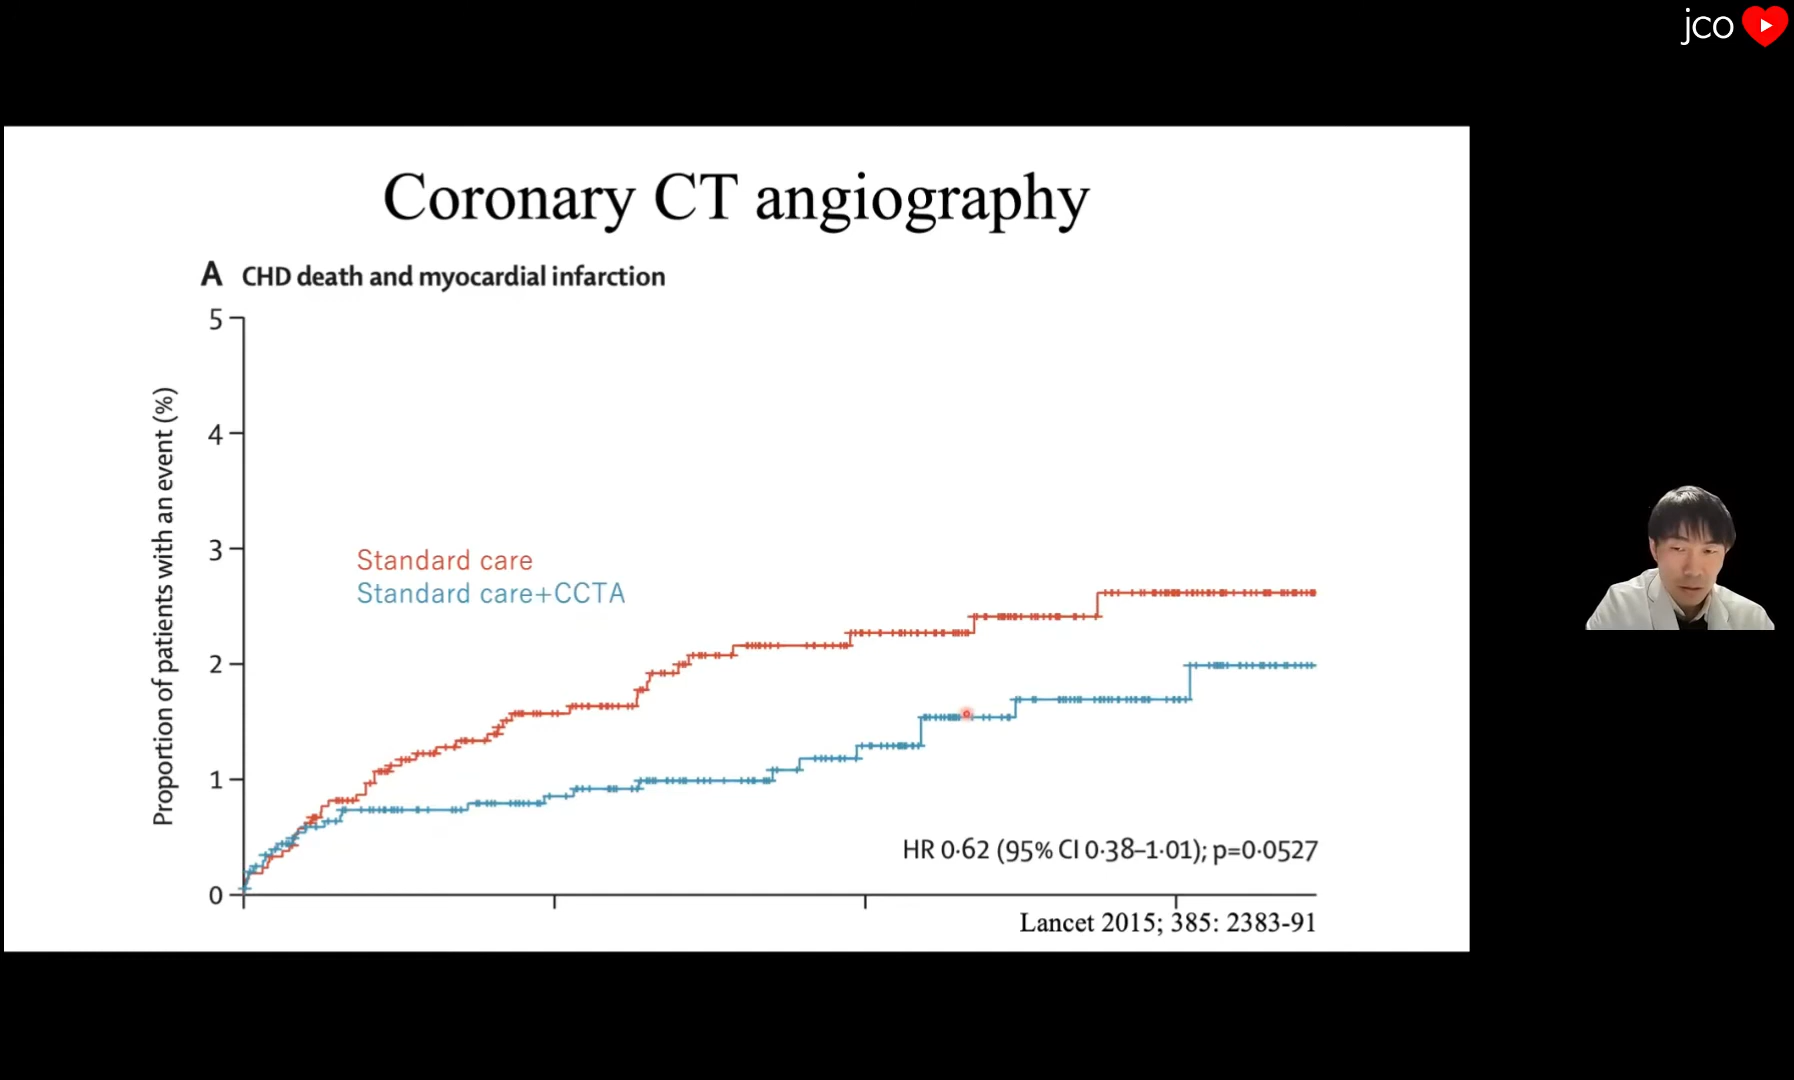 jco
Coronary CT angiography
A CHD death and myocardial infarction
Proportion of patients with an event (%)
5
4
3
2
1
0
Standard care
Standard care+CCTA
HR 0·62 (95% CI 0·38–1·01); p=0·0527
Lancet 2015; 385: 2383-91